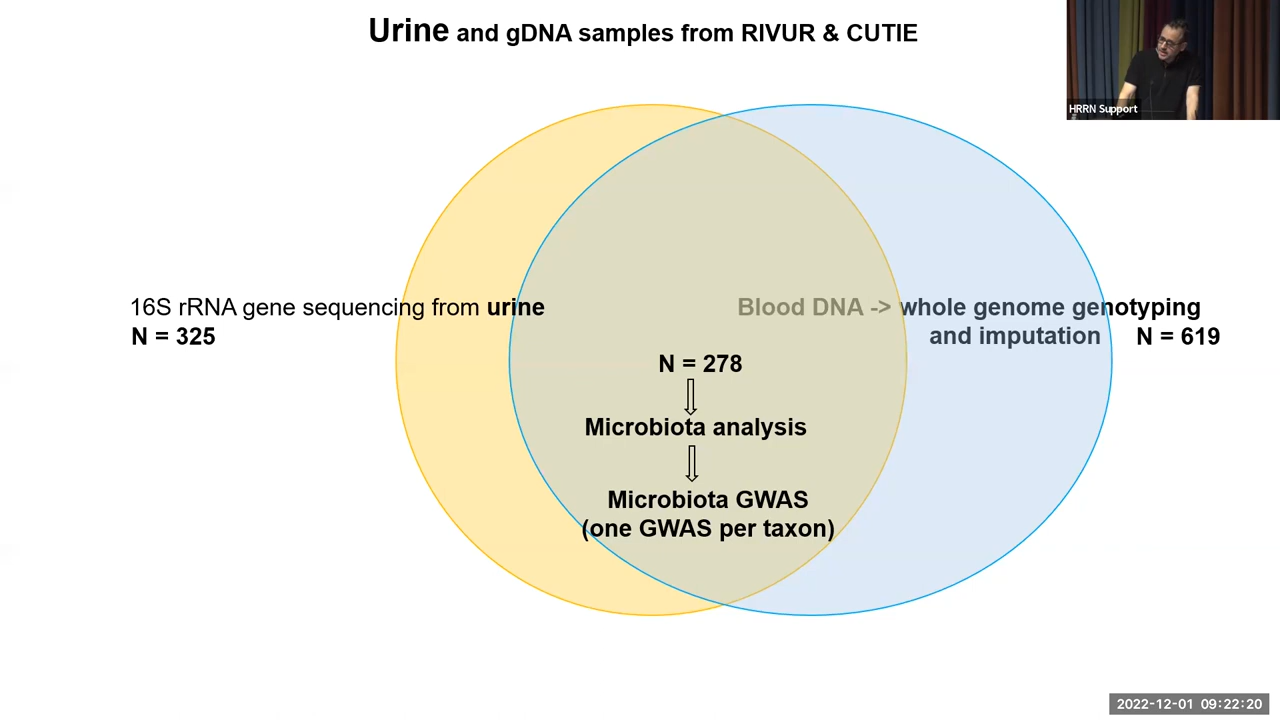 Urine and gDNA samples from RIVUR & CUTIE
HRRN Support
16S rRNA gene sequencing from urine
N = 325
Blood DNA -> whole genome genotyping
and imputation N = 619
N = 278
Microbiota analysis
Microbiota GWAS
(one GWAS per taxon)
2022-12-01 09:22:20